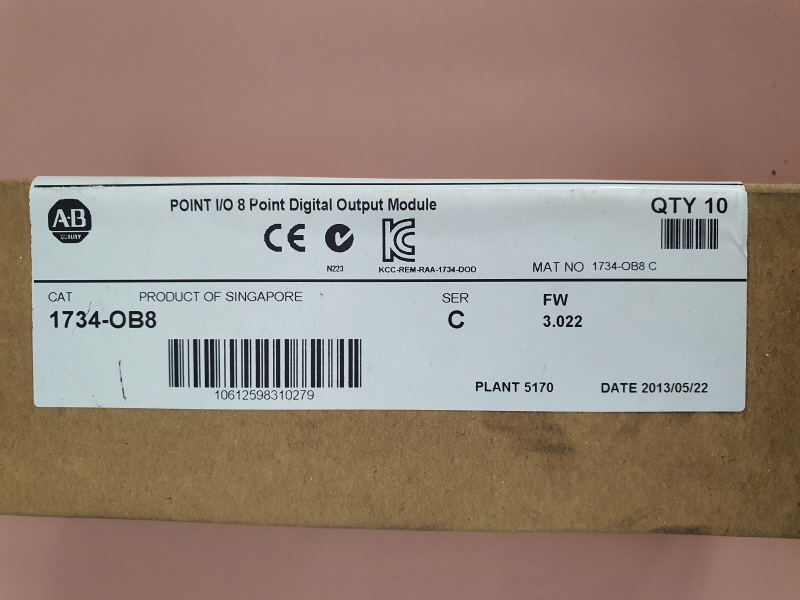 A·B
QUALITY
POINT I/O 8 Point Digital Output Module
QTY 10
CE
N223
KCC-REM-RAA-1734-DOD
MAT NO 1734-OB8 C
CAT
PRODUCT OF SINGAPORE
SER
FW
1734-OB8
C
3.022
10612598310279
PLANT 5170
DATE 2013/05/22